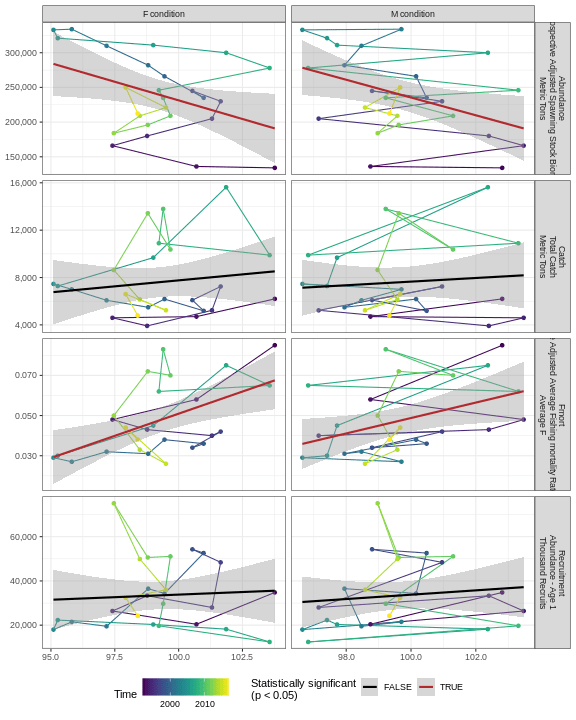 F condition
M condition
300,000
250,000
200,000
150,000
Abundance
Adjusted Spawning Stock
Metric Tons
16,000
12,000
8,000
4,000
Catch
Total Catch
Metric Tons
0.070
0.050
0.030
Fmort
Adjusted Average Fishing mortality
Average F
60,000
40,000
20,000
Recruitment
Abundance - Age 1
Thousand Recruits
95.0
97.5
100.0
102.5
98.0
100.0
102.0
Time
2000
2010
Statistically significant
(p < 0.05)
FALSE
TRUE